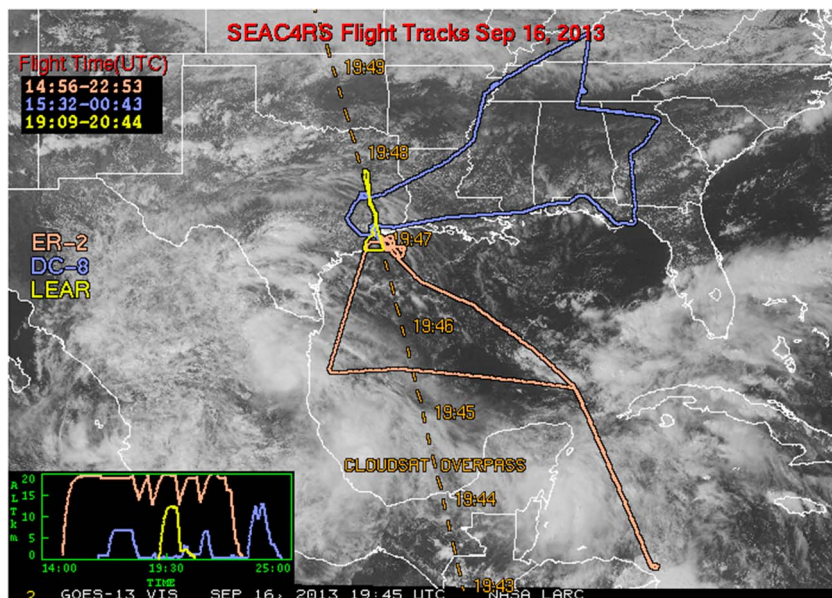 SEAC4RS Flight Tracks Sep 16, 2013
Flight Time(UTC)
14:56-22:53
15:32-00:43
19:09-20:44
19:49
19:48
ER-2
DC-8
LEAR
19:47
19:46
19:45
CLOUDSAT OVERPASS
19:44
19:43
ALTkm
20
15
10
5
0
14:00
19:30
25:00
TIME
2 GOES-13 VIS SEP 16, 2013 19:45 UTC NASA LARC